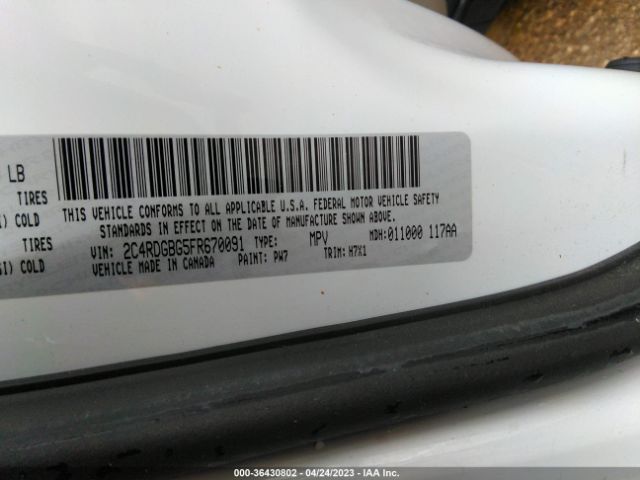 LB
TIRES
I) COLD
TIRES
SI) COLD
THIS VEHICLE CONFORMS TO ALL APPLICABLE U.S.A. FEDERAL MOTOR VEHICLE SAFETY
STANDARDS IN EFFECT ON THE DATE OF MANUFACTURE SHOWN ABOVE.
VIN: 2C4RDGBG5FR670091 TYPE: MPV MDH:011000 117AA
VEHICLE MADE IN CANADA PAINT: PW7 TRIM: H7X1
000-36430802 - 04/24/2023 - IAA Inc.